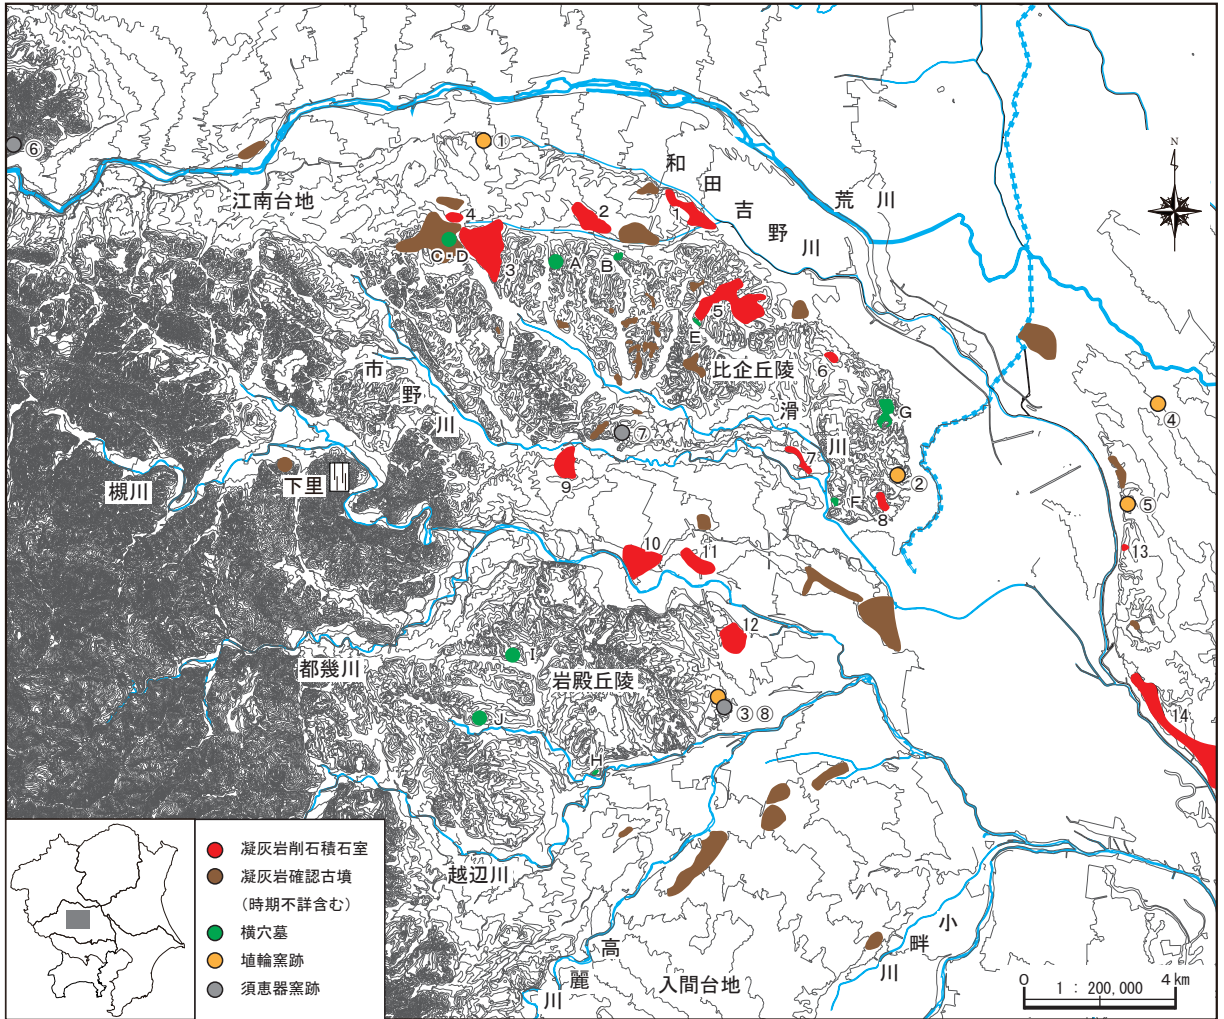 N
⑥
①
和田吉野川
荒川
江南台地
4
2
1
C・D
3
A
B
5
E
比企丘陵
6
市野川
滑川
G
④
⑦
7
②
槻川
下里
9
F
8
⑤
10
11
13
12
都幾川
I
岩殿丘陵
J
③⑧
14
H
越辺川
高麗川
小畔川
入間台地
凝灰岩削石積石室
凝灰岩確認古墳
（時期不詳含む）
横穴墓
埴輪窯跡
須恵器窯跡
0
1 : 200,000
4km